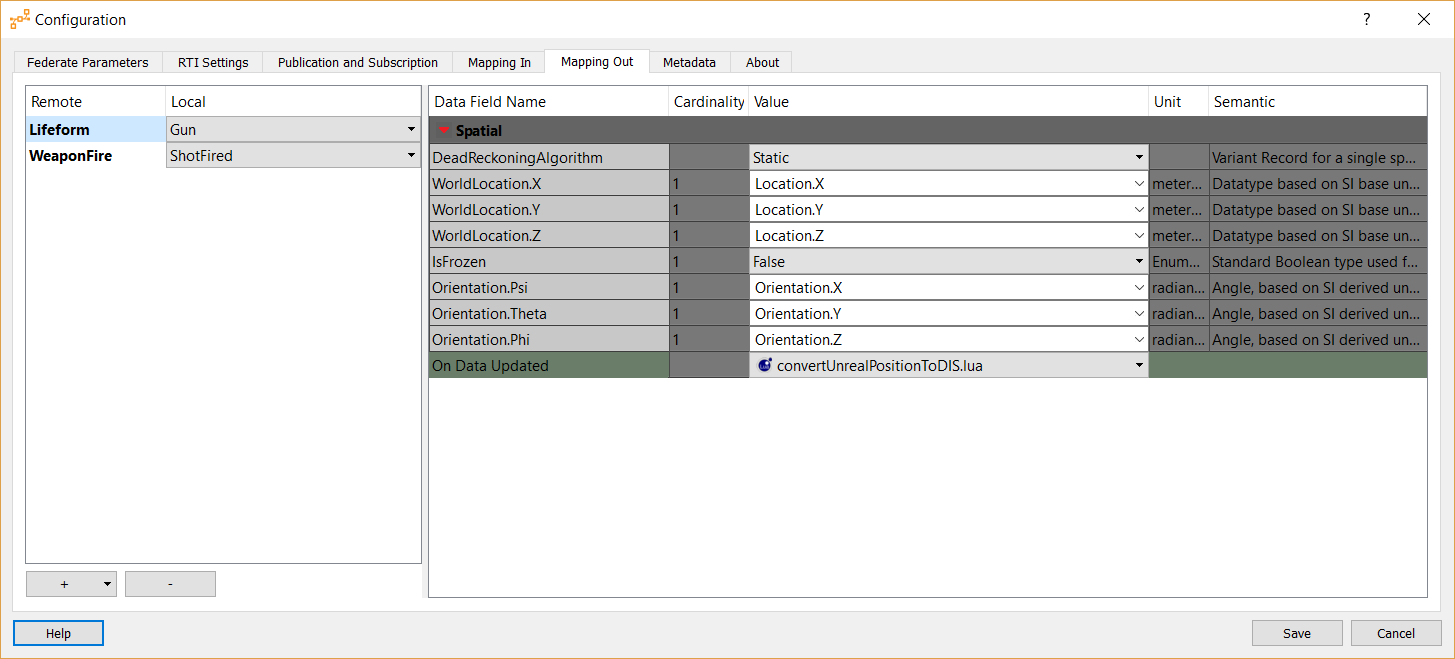 Configuration ?
Federate Parameters RTI Settings Publication and Subscription Mapping In Mapping Out Metadata About
Remote Local
Lifeform Gun
WeaponFire ShotFired
+ -
Data Field Name Cardinality Value Unit Semantic
Spatial
DeadReckoningAlgorithm Static Variant Record for a single sp...
WorldLocation.X 1 Location.X meter... Datatype based on SI base un...
WorldLocation.Y 1 Location.Y meter... Datatype based on SI base un...
WorldLocation.Z 1 Location.Z meter... Datatype based on SI base un...
IsFrozen 1 False Enum... Standard Boolean type used f...
Orientation.Psi 1 Orientation.X radian... Angle, based on SI derived un...
Orientation.Theta 1 Orientation.Y radian... Angle, based on SI derived un...
Orientation.Phi 1 Orientation.Z radian... Angle, based on SI derived un...
On Data Updated convertUnrealPositionToDIS.lua
Help Save Cancel